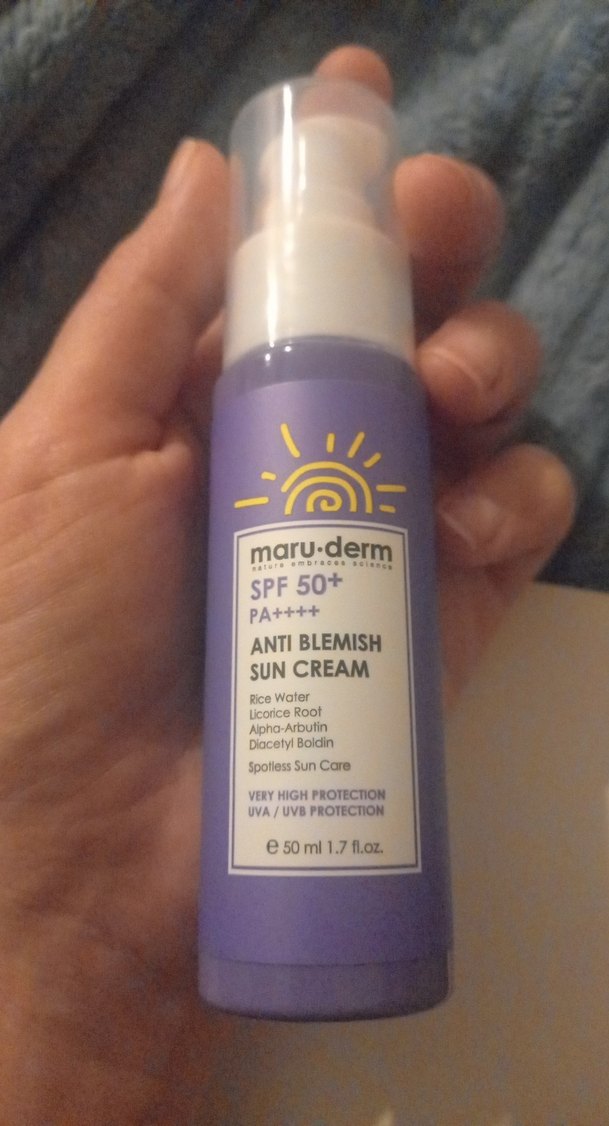 maru·derm
nature embraces science
SPF 50+
PA++++
ANTI BLEMISH
SUN CREAM
Rice Water
Licorice Root
Alpha-Arbutin
Diacetyl Boldin
Spotless Sun Care
VERY HIGH PROTECTION
UVA / UVB PROTECTION
℮ 50 ml 1.7 fl.oz.